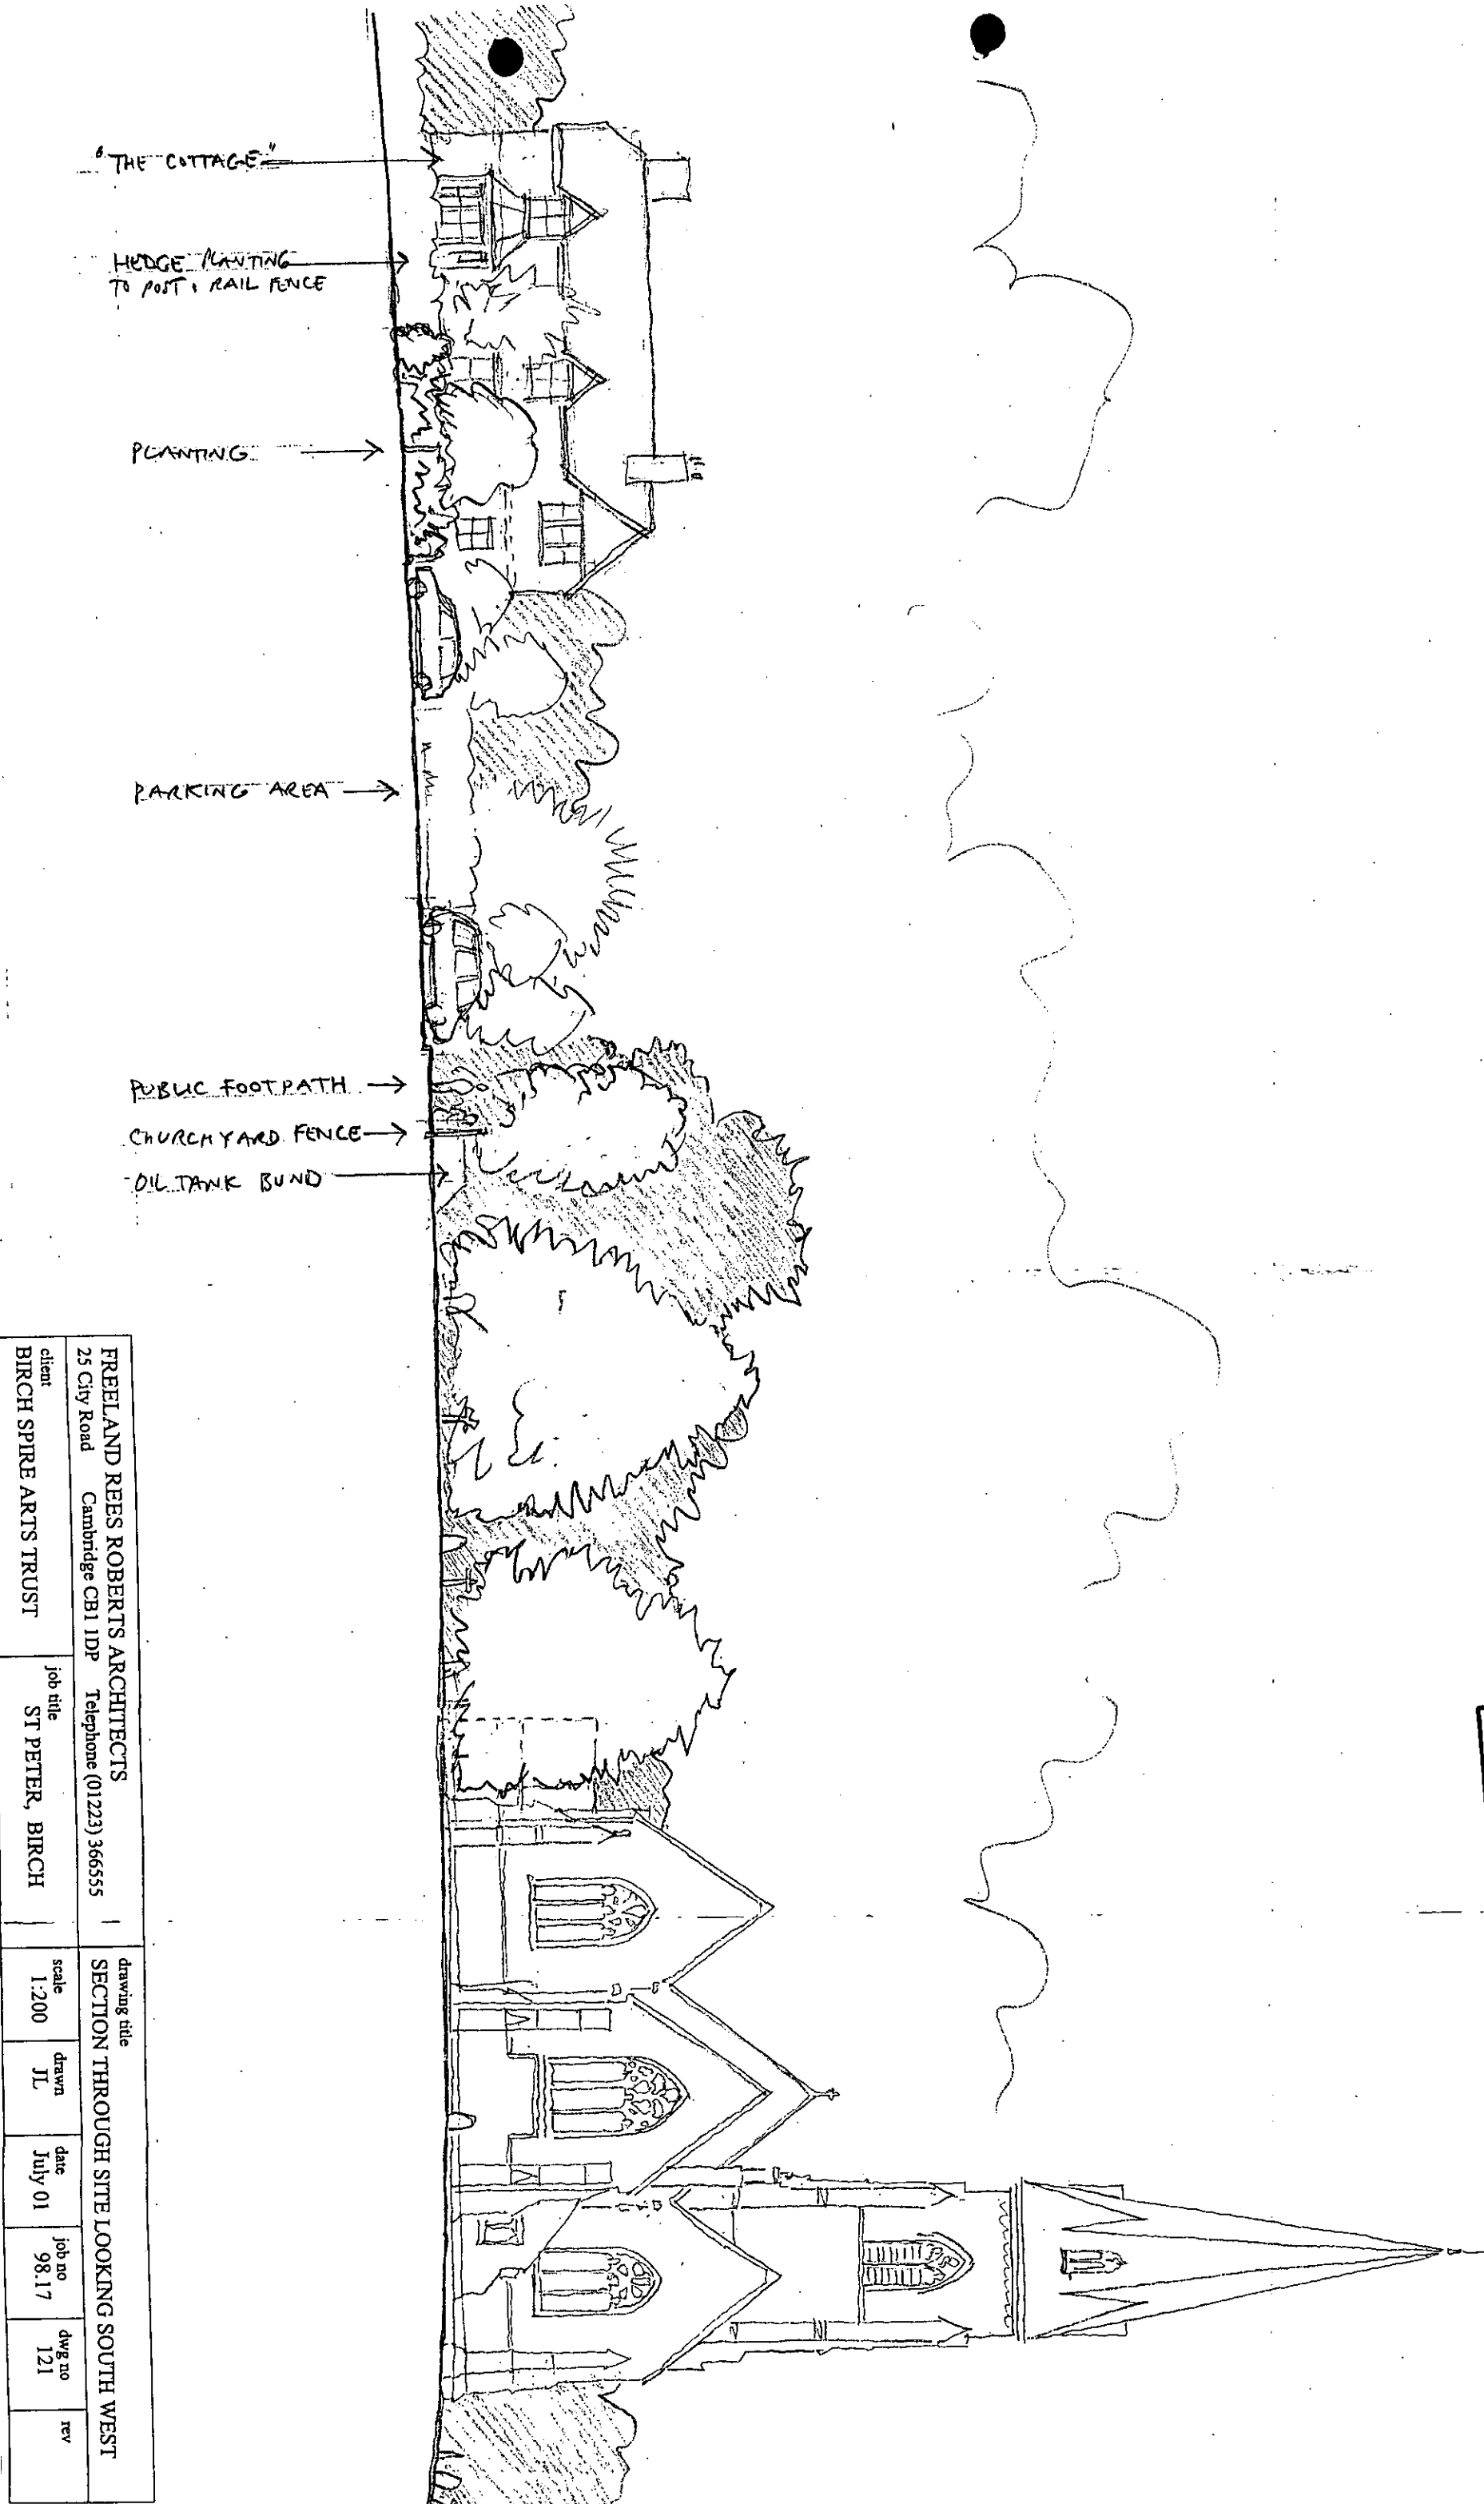 "THE COTTAGE"
HEDGE PLANTING
TO POST & RAIL FENCE
PLANTING
PARKING AREA
PUBLIC FOOTPATH
CHURCHYARD FENCE
OIL TANK BUND
FREELAND REES ROBERTS ARCHITECTS
25 City Road Cambridge CB1 1DP Telephone (01223) 366555
client
BIRCH SPIRE ARTS TRUST
job title
ST PETER, BIRCH
drawing title
SECTION THROUGH SITE LOOKING SOUTH WEST
scale
1:200
drawn
JL
date
July 01
job no
98.17
dwg no
121
rev